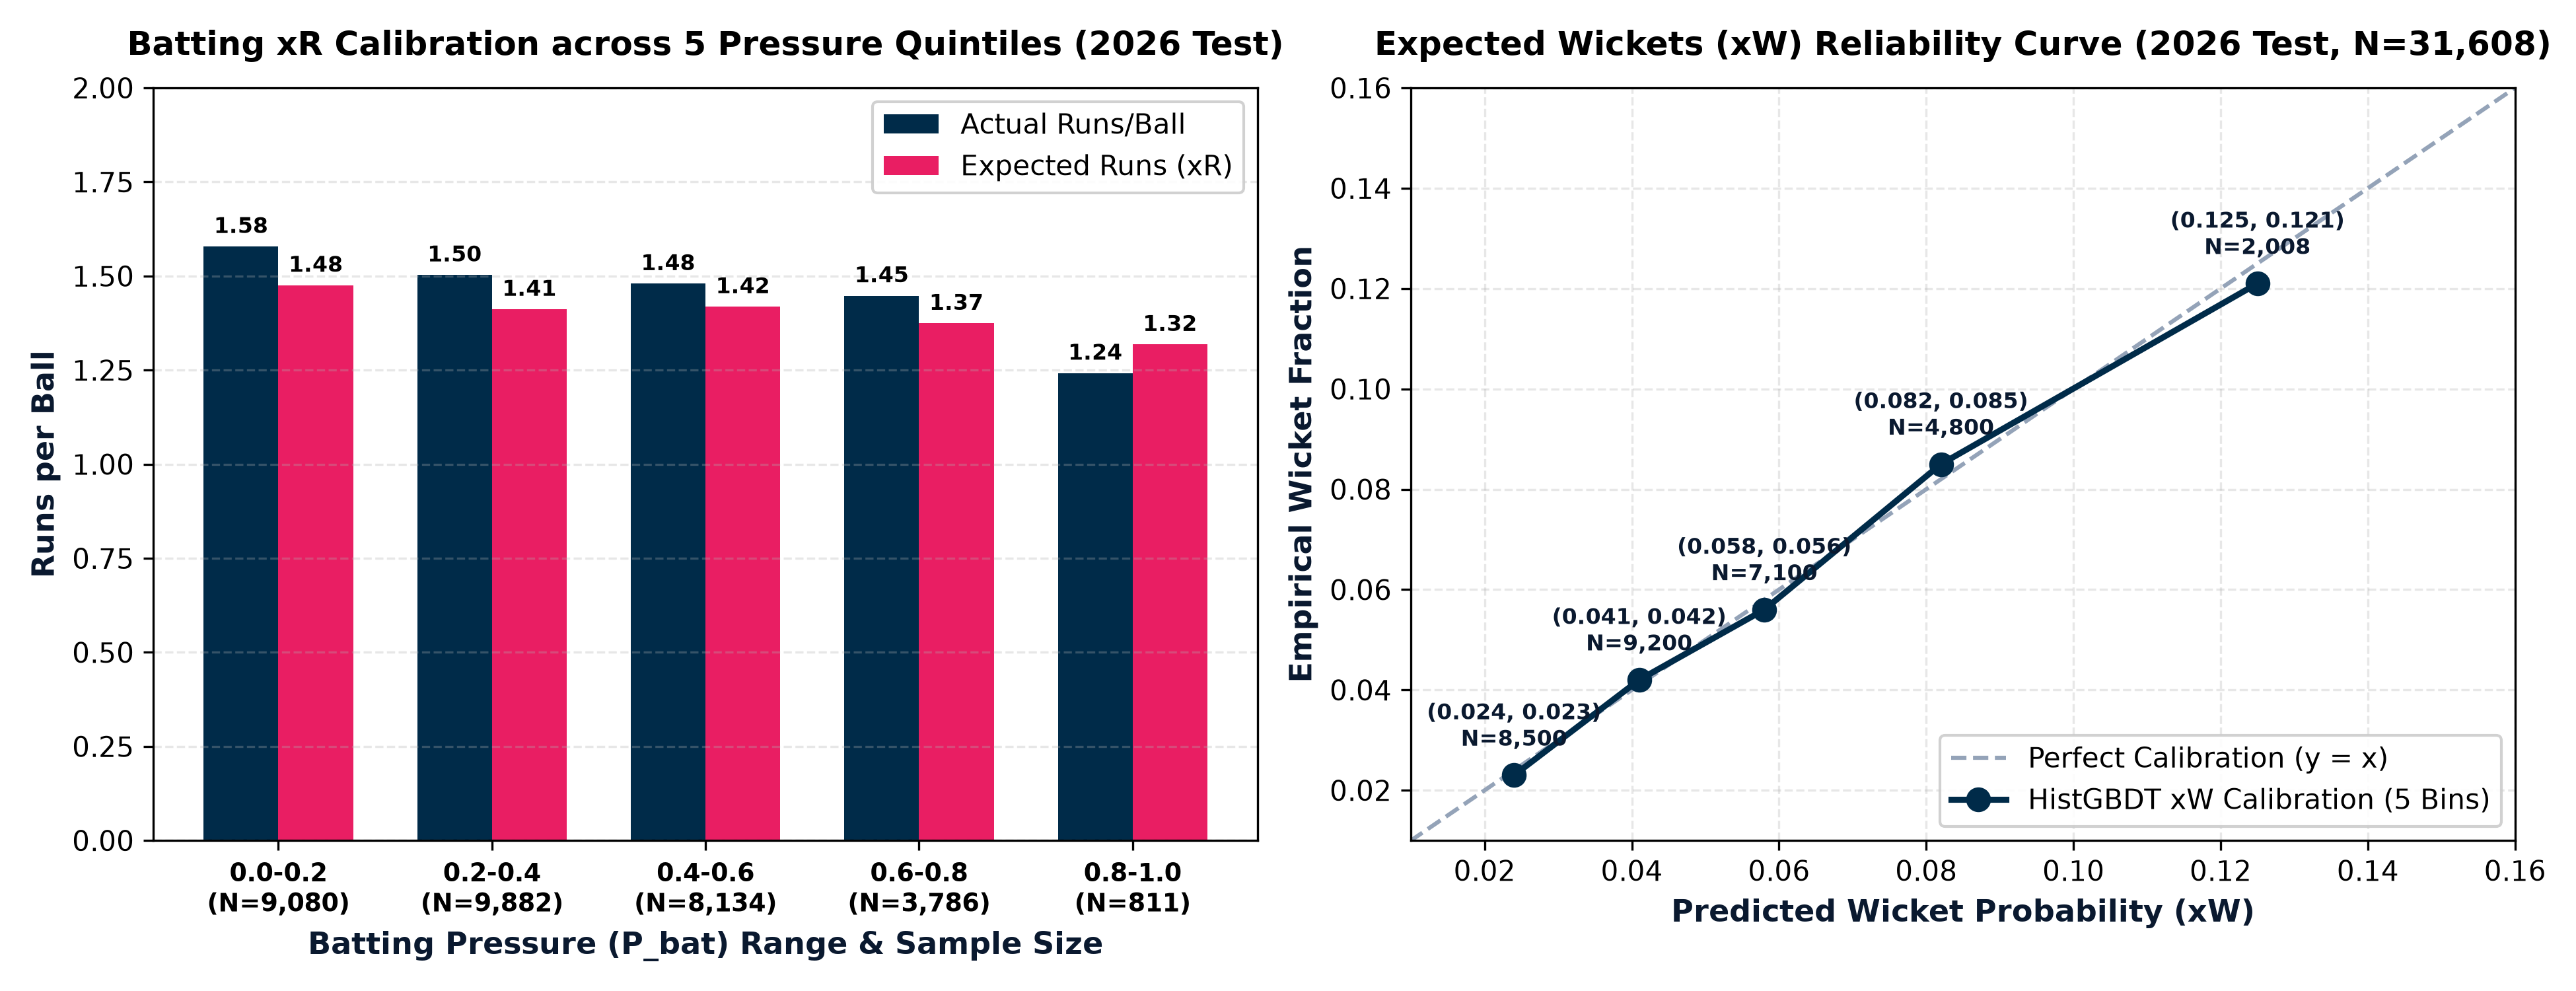 Batting xR Calibration across 5 Pressure Quintiles (2026 Test)
2.00
1.75
1.50
1.25
1.00
0.75
0.50
0.25
0.00
Runs per Ball
Actual Runs/Ball
Expected Runs (xR)
1.58
1.48
1.50
1.41
1.48
1.42
1.45
1.37
1.24
1.32
0.0-0.2
(N=9,080)
0.2-0.4
(N=9,882)
0.4-0.6
(N=8,134)
0.6-0.8
(N=3,786)
0.8-1.0
(N=811)
Batting Pressure (P_bat) Range & Sample Size
Expected Wickets (xW) Reliability Curve (2026 Test, N=31,608)
0.16
0.14
0.12
0.10
0.08
0.06
0.04
0.02
Empirical Wicket Fraction
(0.125, 0.121)
N=2,008
(0.082, 0.085)
N=4,800
(0.058, 0.056)
N=7,100
(0.041, 0.042)
N=9,200
(0.024, 0.023)
N=8,500
Perfect Calibration (y = x)
HistGBDT xW Calibration (5 Bins)
0.02
0.04
0.06
0.08
0.10
0.12
0.14
0.16
Predicted Wicket Probability (xW)